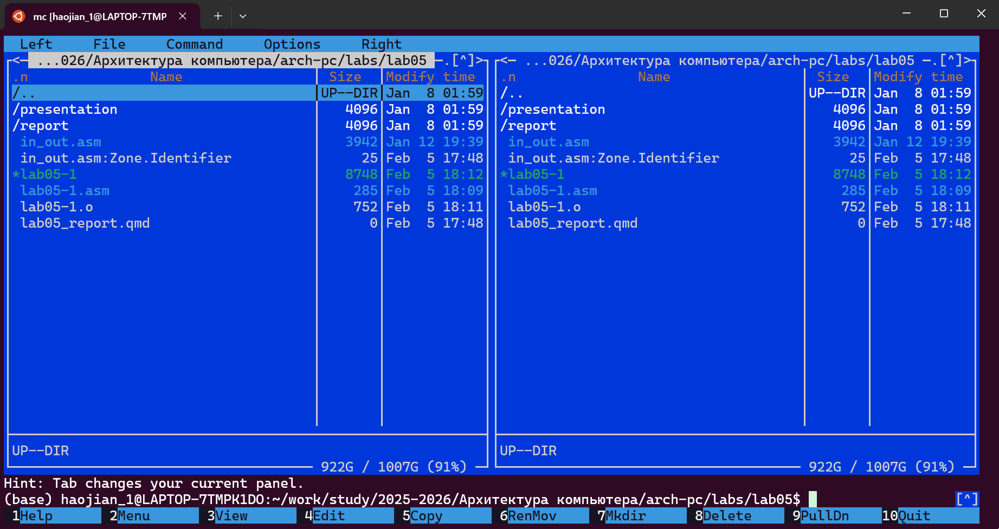 mc [haojian_1@LAPTOP-7TMP
Left File Command Options Right
<─ ...026/Архитектура компьютера/arch-pc/labs/lab05 ─.[^]> <─ ...026/Архитектура компьютера/arch-pc/labs/lab05 ─.[^]>
.n Name Size Modify time .n Name Size Modify time
/.. UP--DIR Jan 8 01:59 /.. UP--DIR Jan 8 01:59
/presentation 4096 Jan 8 01:59 /presentation 4096 Jan 8 01:59
/report 4096 Jan 8 01:59 /report 4096 Jan 8 01:59
in_out.asm 3942 Jan 12 19:39 in_out.asm 3942 Jan 12 19:39
in_out.asm:Zone.Identifier 25 Feb 5 17:48 in_out.asm:Zone.Identifier 25 Feb 5 17:48
*lab05-1 8748 Feb 5 18:12 *lab05-1 8748 Feb 5 18:12
lab05-1.asm 285 Feb 5 18:09 lab05-1.asm 285 Feb 5 18:09
lab05-1.o 752 Feb 5 18:11 lab05-1.o 752 Feb 5 18:11
lab05_report.qmd 0 Feb 5 17:48 lab05_report.qmd 0 Feb 5 17:48
UP--DIR UP--DIR
922G / 1007G (91%) 922G / 1007G (91%)
Hint: Tab changes your current panel.
(base) haojian_1@LAPTOP-7TMPK1DO:~/work/study/2025-2026/Архитектура компьютера/arch-pc/labs/lab05$ [^]
1Help 2Menu 3View 4Edit 5Copy 6RenMov 7Mkdir 8Delete 9PullDn 10Quit